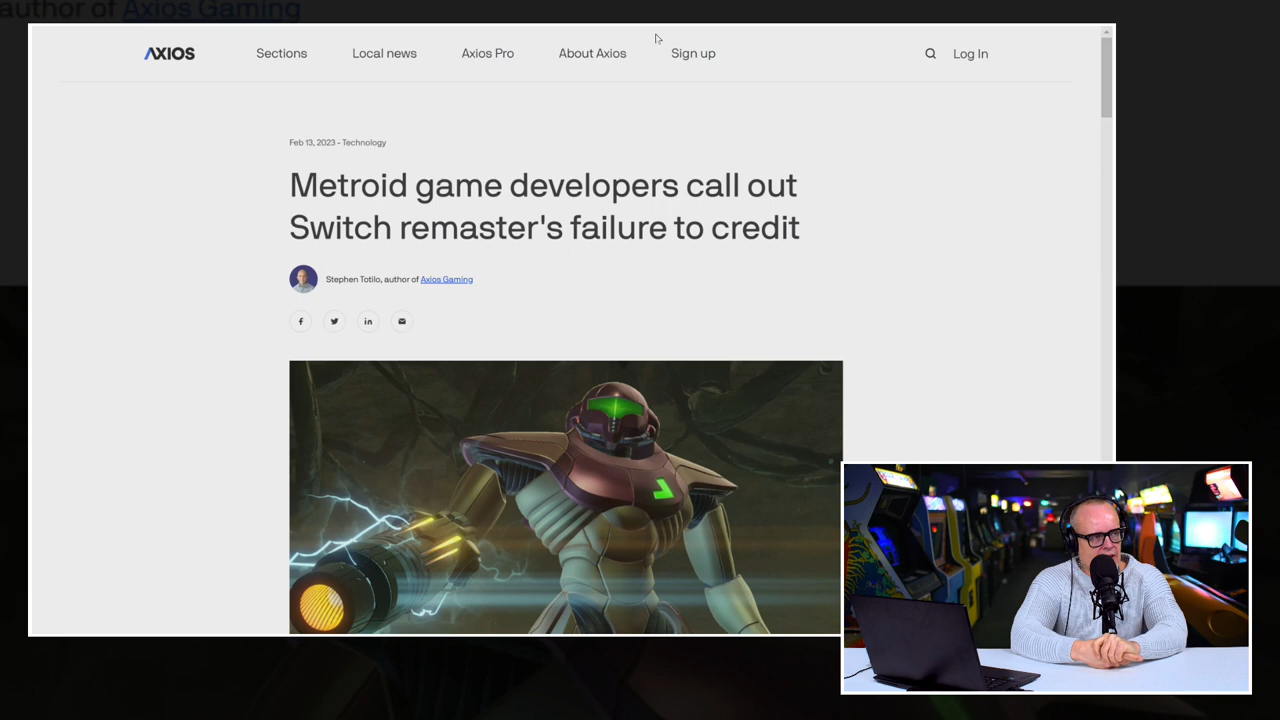 author of Axios Gaming
AXIOS
Sections
Local news
Axios Pro
About Axios
Sign up
Log In
Feb 13, 2023 - Technology
Metroid game developers call out
Switch remaster's failure to credit
Stephen Totilo, author of Axios Gaming